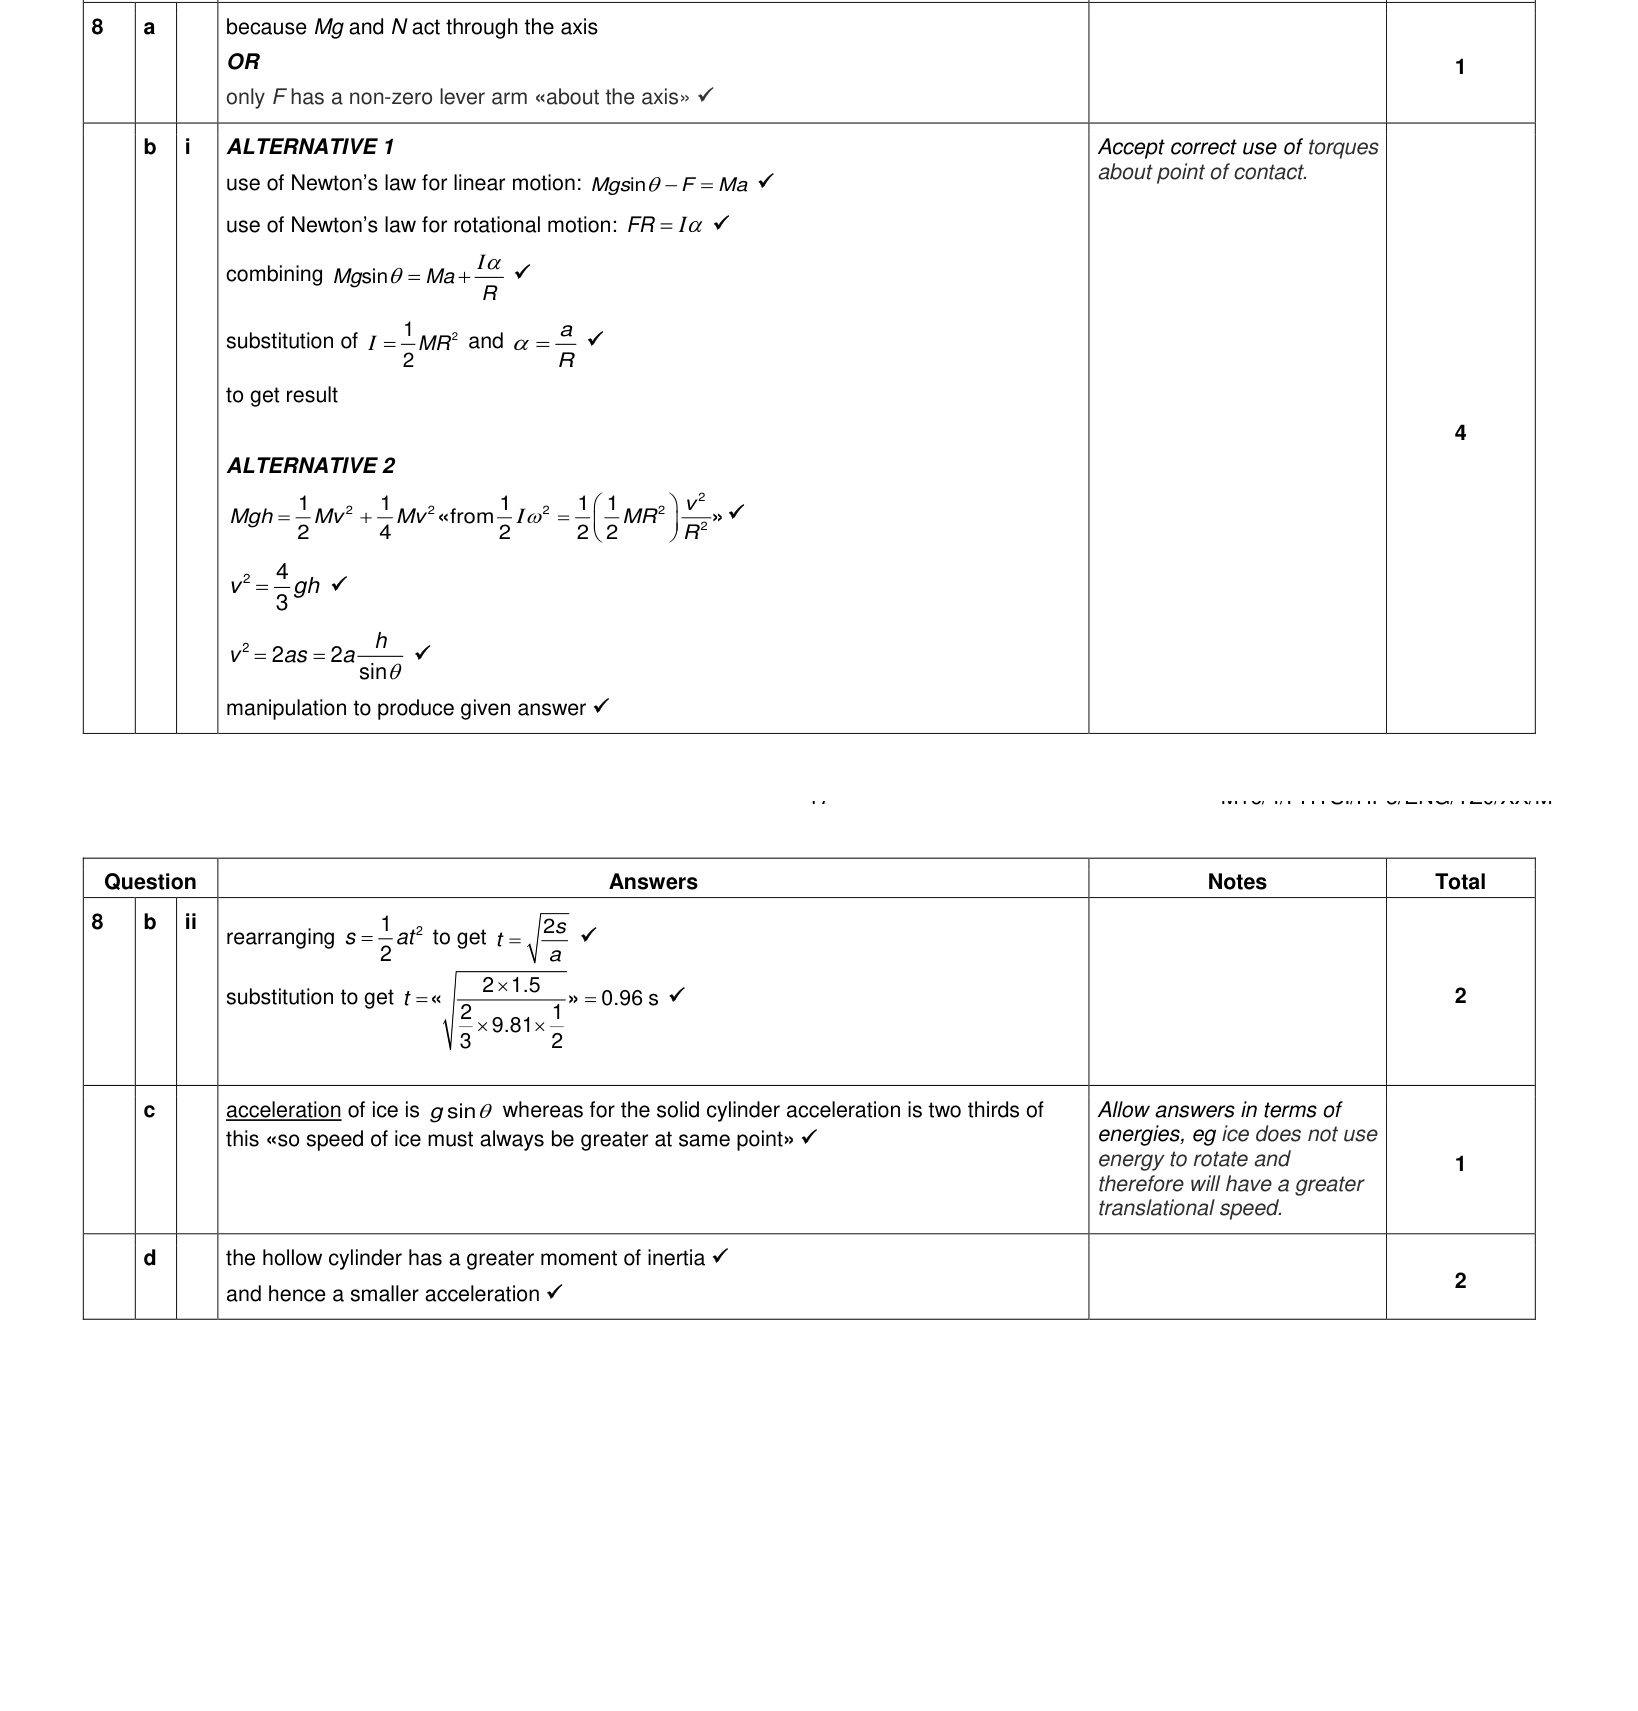 8 a because Mg and N act through the axis
OR
only F has a non-zero lever arm «about the axis» ✓
1
b i ALTERNATIVE 1
use of Newton's law for linear motion: Mgsinθ − F = Ma ✓
use of Newton's law for rotational motion: FR = Iα ✓
combining Mgsinθ = Ma + Iα/R ✓
substitution of I = 1/2 MR² and α = a/R ✓
to get result
ALTERNATIVE 2
Mgh = 1/2 Mv² + 1/4 Mv² «from 1/2 Iω² = 1/2 (1/2 MR²) v²/R²» ✓
v² = 4/3 gh ✓
v² = 2as = 2a h/sinθ ✓
manipulation to produce given answer ✓
Accept correct use of torques
about point of contact.
4
Question Answers Notes Total
8 b ii rearranging s = 1/2 at² to get t = √(2s/a) ✓
substitution to get t = «√((2 × 1.5)/(2/3 × 9.81 × 1/2))» = 0.96 s ✓
2
c acceleration of ice is g sinθ whereas for the solid cylinder acceleration is two thirds of
this «so speed of ice must always be greater at same point» ✓
Allow answers in terms of
energies, eg ice does not use
energy to rotate and
therefore will have a greater
translational speed.
1
d the hollow cylinder has a greater moment of inertia ✓
and hence a smaller acceleration ✓
2